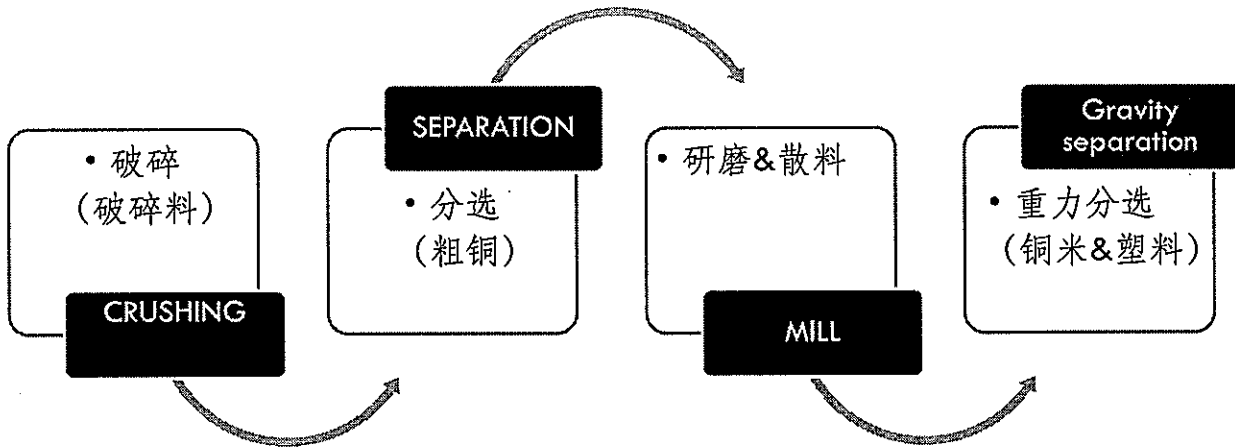 • 破碎
(破碎料)
CRUSHING
SEPARATION
• 分选
(粗铜)
• 研磨&散料
MILL
Gravity
separation
• 重力分选
(铜米&塑料)